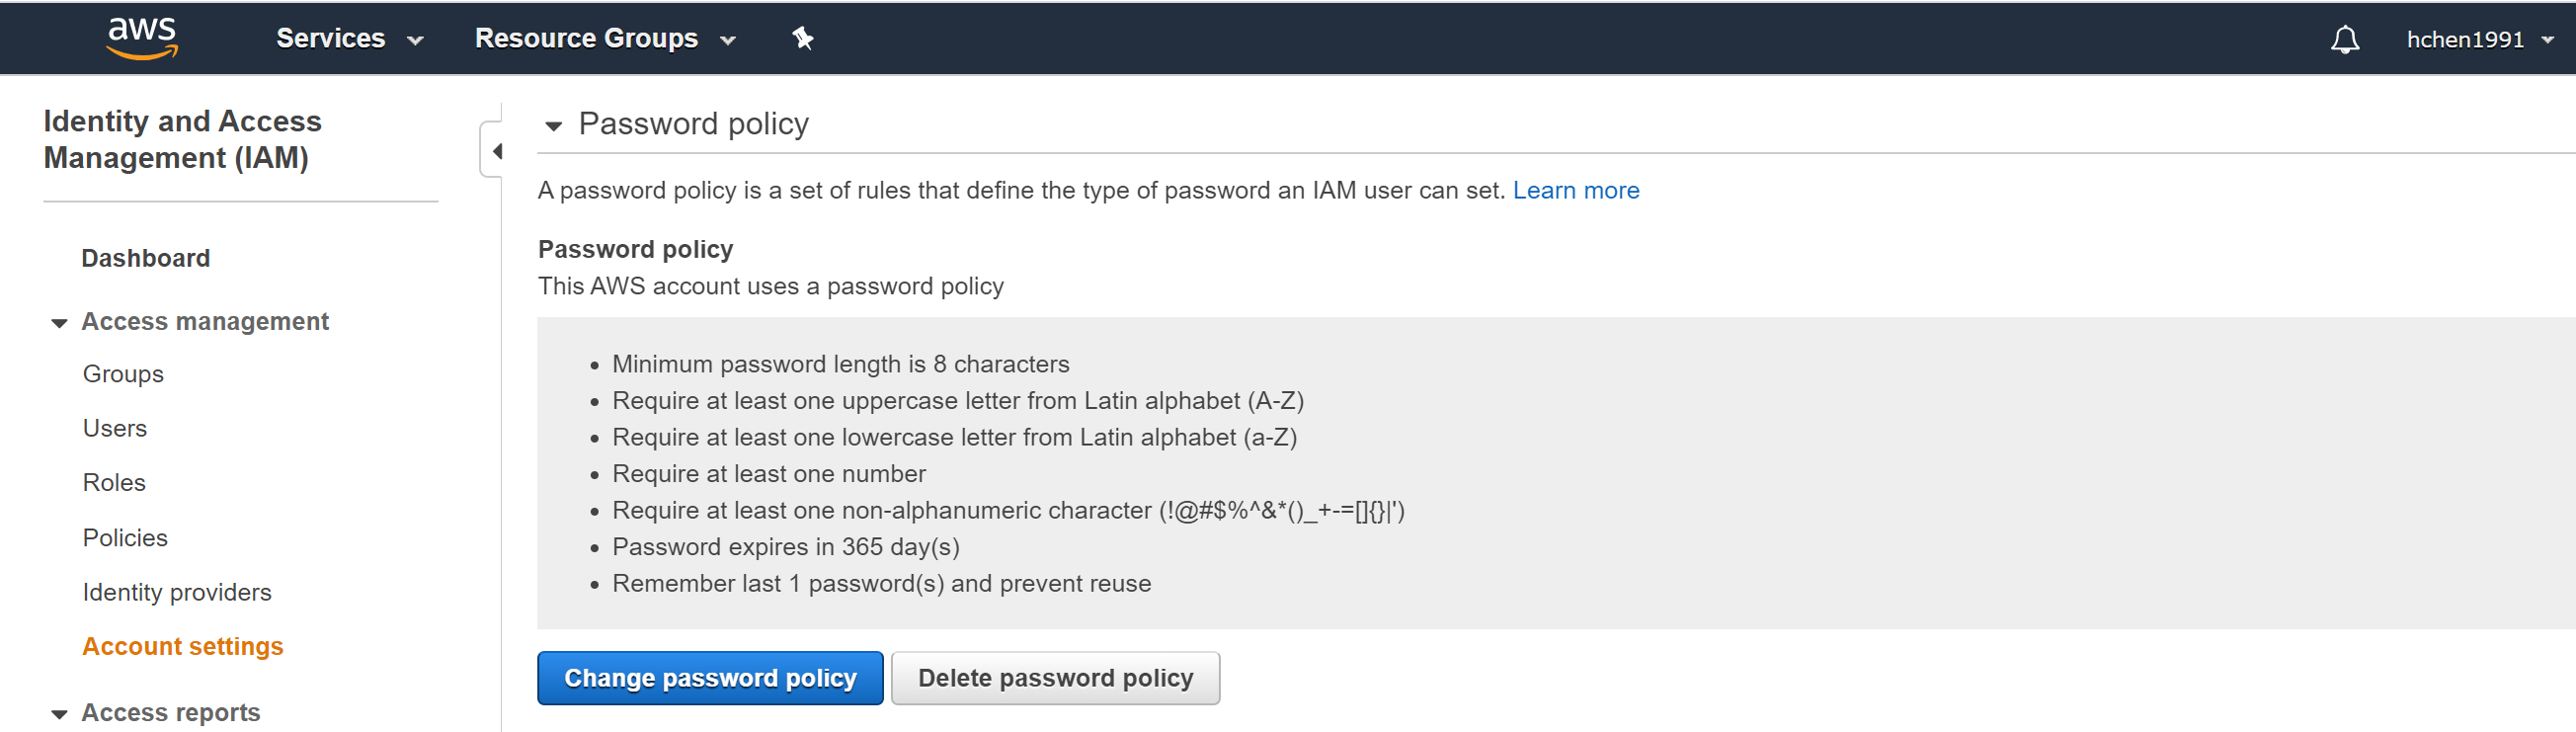 aws
Services
Resource Groups
hchen1991
Identity and Access
Management (IAM)
Dashboard
Access management
Groups
Users
Roles
Policies
Identity providers
Account settings
Access reports
Password policy
A password policy is a set of rules that define the type of password an IAM user can set. Learn more
Password policy
This AWS account uses a password policy
• Minimum password length is 8 characters
• Require at least one uppercase letter from Latin alphabet (A-Z)
• Require at least one lowercase letter from Latin alphabet (a-Z)
• Require at least one number
• Require at least one non-alphanumeric character (!@#$%^&*()_+-=[]{}|')
• Password expires in 365 day(s)
• Remember last 1 password(s) and prevent reuse
Change password policy
Delete password policy